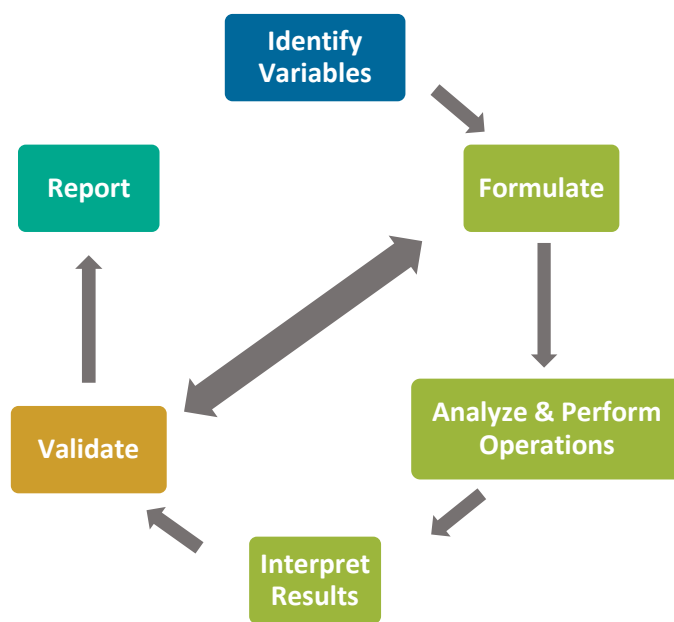 Identify
Variables
Report
Formulate
Analyze & Perform
Operations
Validate
Interpret
Results